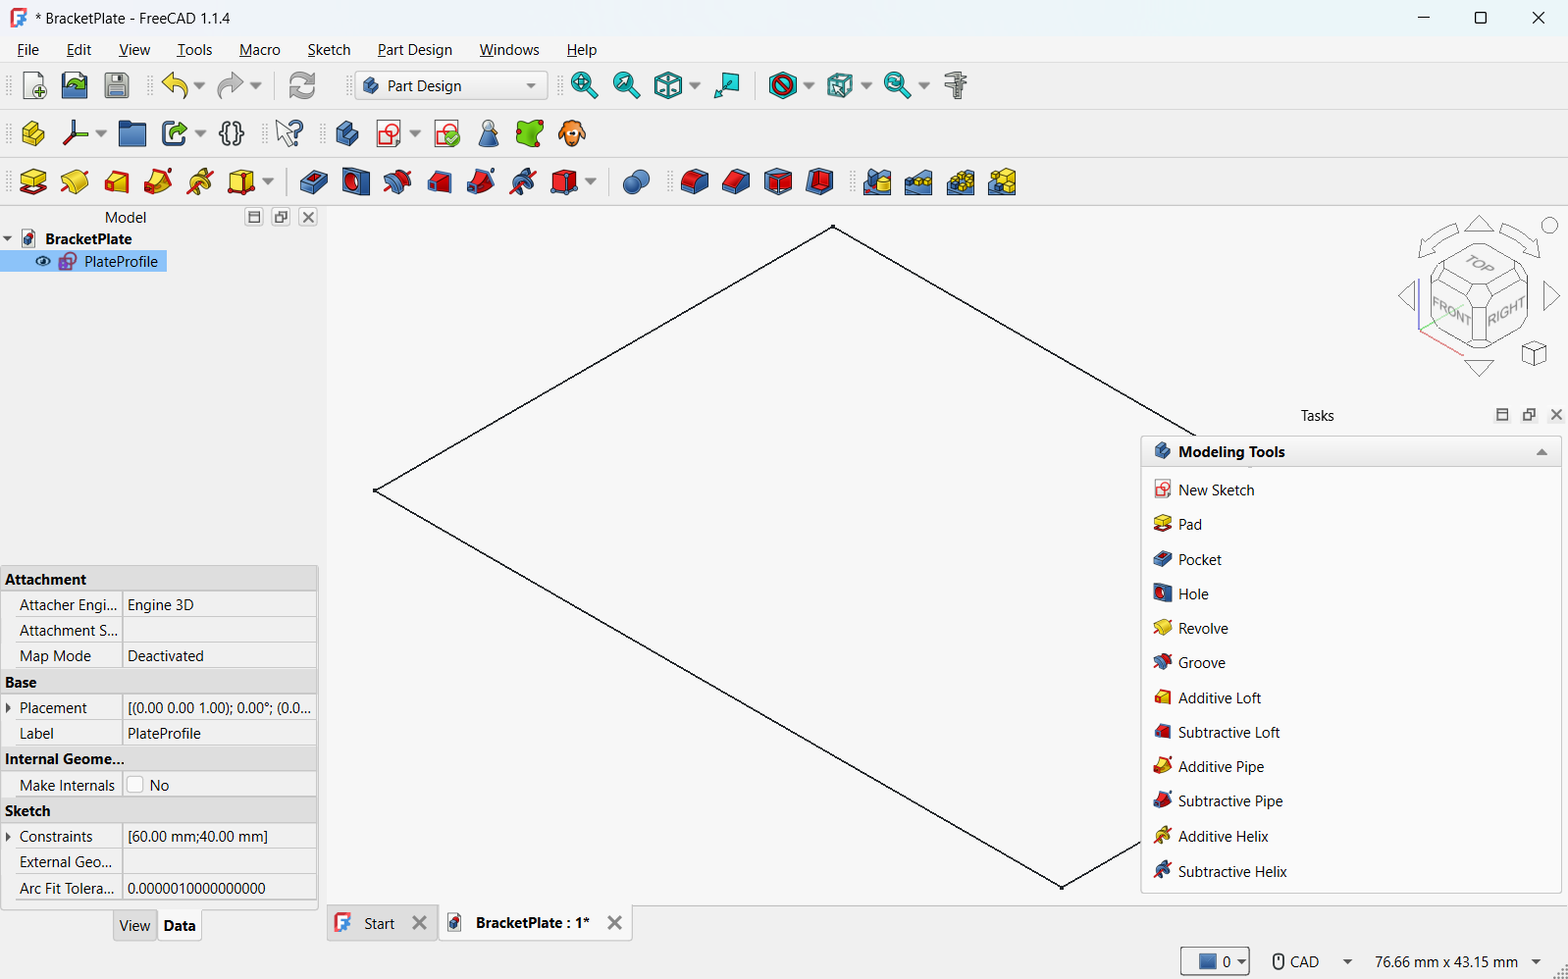 * BracketPlate - FreeCAD 1.1.4
File Edit View Tools Macro Sketch Part Design Windows Help
Part Design
Model
BracketPlate
PlateProfile
TOP
FRONT
RIGHT
Tasks
Modeling Tools
New Sketch
Pad
Pocket
Hole
Revolve
Groove
Additive Loft
Subtractive Loft
Additive Pipe
Subtractive Pipe
Additive Helix
Subtractive Helix
Attachment
Attacher Engi... Engine 3D
Attachment S...
Map Mode Deactivated
Base
Placement [(0.00 0.00 1.00); 0.00°; (0.0...
Label PlateProfile
Internal Geome...
Make Internals No
Sketch
Constraints [60.00 mm;40.00 mm]
External Geo...
Arc Fit Tolera... 0.0000010000000000
View Data
Start BracketPlate : 1*
0 CAD 76.66 mm x 43.15 mm